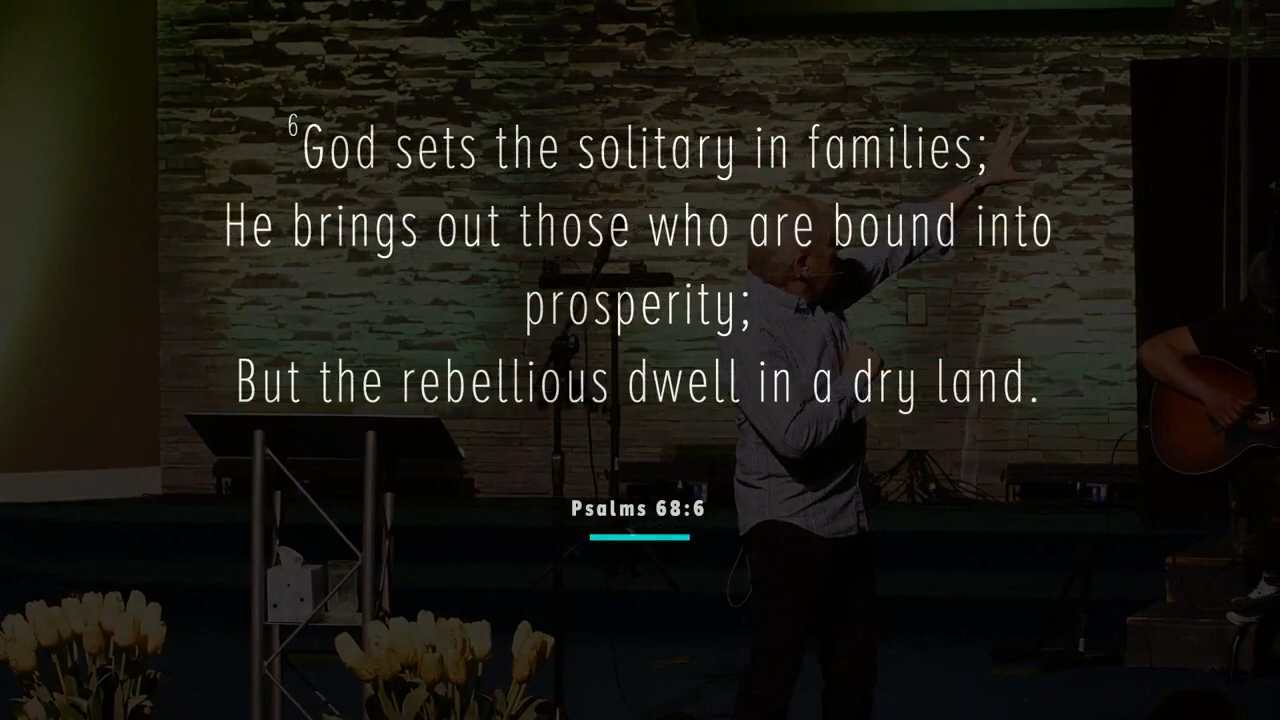 6God sets the solitary in families;
He brings out those who are bound into
prosperity;
But the rebellious dwell in a dry land.
Psalms 68:6